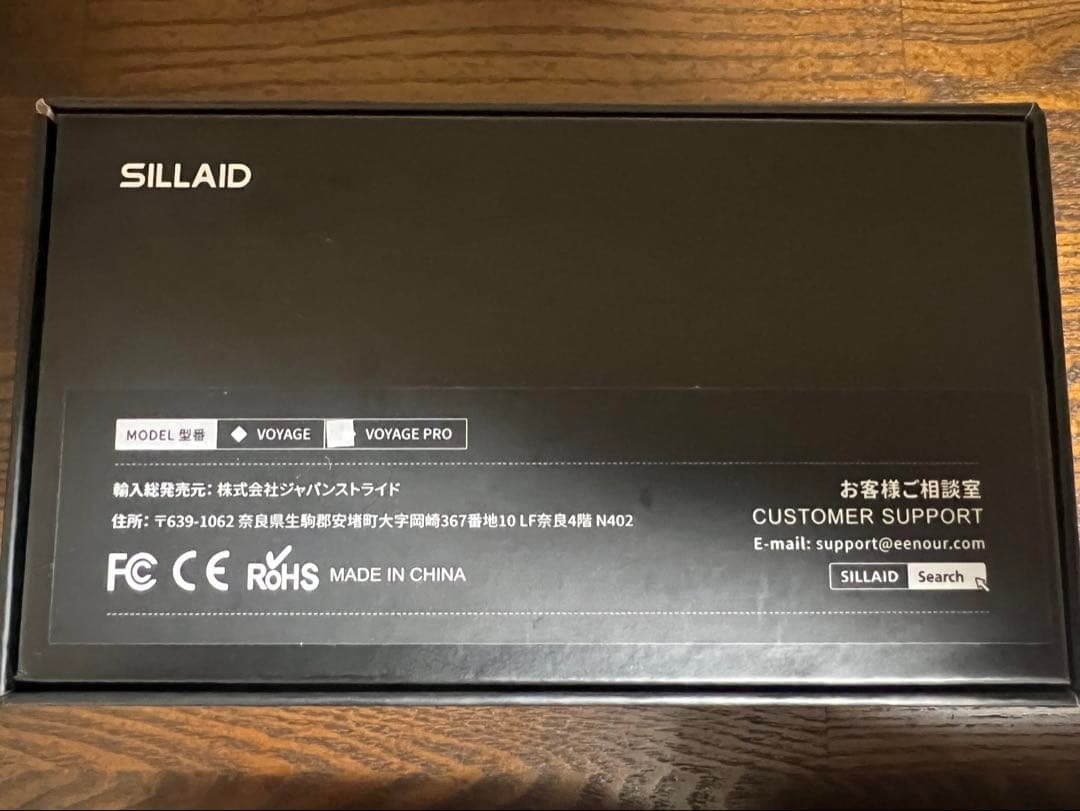 SILLAID
MODEL 型番 VOYAGE VOYAGE PRO
輸入総発売元: 株式会社ジャパンストライド
住所: 〒639-1062 奈良県生駒郡安堵町大字岡崎367番地10 LF奈良4階 N402
FC CE RoHS MADE IN CHINA
お客様ご相談室
CUSTOMER SUPPORT
E-mail: support@eenour.com
SILLAID Search